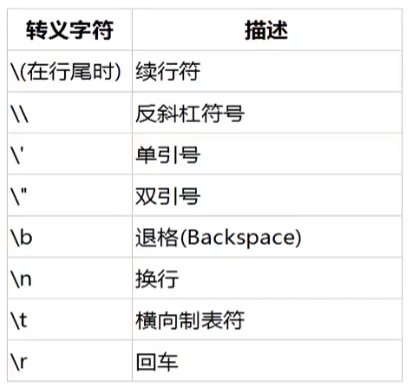 转义字符 描述
\(在行尾时) 续行符
\\ 反斜杠符号
\' 单引号
\" 双引号
\b 退格(Backspace)
\n 换行
\t 横向制表符
\r 回车